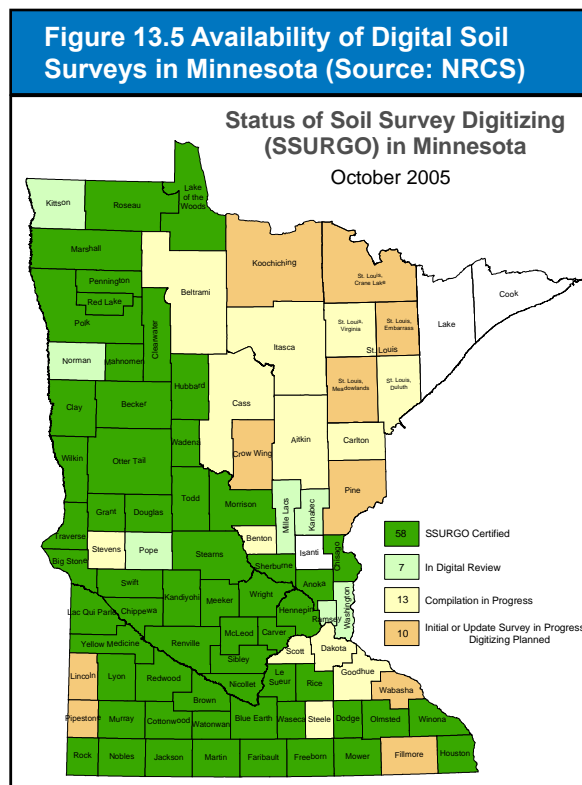 Figure 13.5 Availability of Digital Soil
Surveys in Minnesota (Source: NRCS)
Status of Soil Survey Digitizing
(SSURGO) in Minnesota
October 2005
Kittson
Roseau
Lake
of the
Woods
Marshall
Koochiching
St. Louis,
Crane Lake
Cook
Lake
Pennington
Red Lake
Beltrami
Polk
Clearwater
Itasca
St. Louis,
Virginia
St. Louis,
Embarrass
St. Louis
Norman
Mahnomen
Hubbard
Cass
St. Louis,
Meadowlands
St. Louis,
Duluth
Clay
Becker
Aitkin
Carlton
Wadena
Crow Wing
Wilkin
Otter Tail
Pine
Todd
Morrison
Mille Lacs
Kanabec
Grant
Douglas
Traverse
Stevens
Pope
Stearns
Benton
Isanti
Chisago
Big Stone
Sherburne
Swift
Anoka
Kandiyohi
Meeker
Wright
Hennepin
Ramsey
Washington
Lac Qui Parle
Chippewa
McLeod
Carver
Yellow Medicine
Renville
Scott
Dakota
Sibley
Goodhue
Lincoln
Lyon
Redwood
Nicollet
Le
Sueur
Rice
Wabasha
Brown
Pipestone
Murray
Cottonwood
Watonwan
Blue Earth
Waseca
Steele
Dodge
Olmsted
Winona
Rock
Nobles
Jackson
Martin
Faribault
Freeborn
Mower
Fillmore
Houston
58 SSURGO Certified
7 In Digital Review
13 Compilation in Progress
10 Initial or Update Survey in Progress
Digitizing Planned